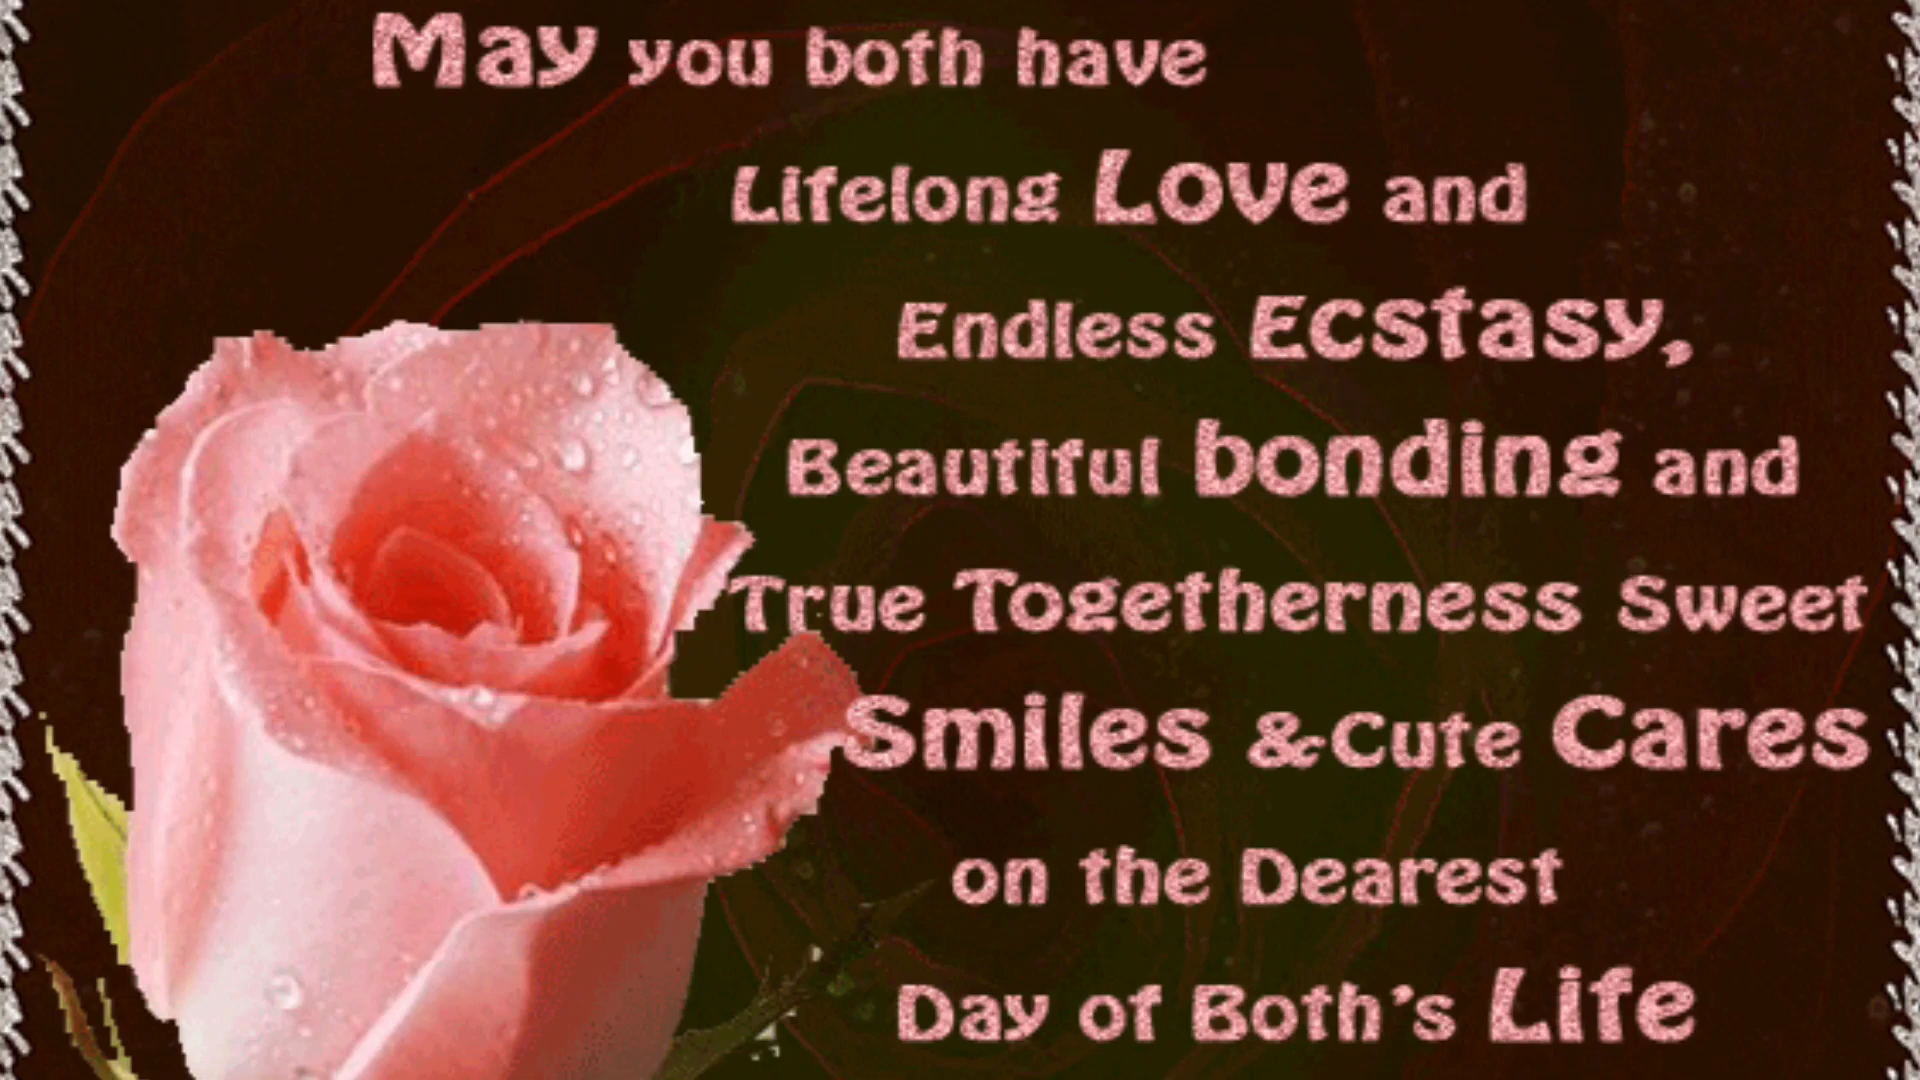 May you both have
Lifelong Love and
Endless Ecstasy,
Beautiful bonding and
True Togetherness Sweet
Smiles &Cute Cares
on the Dearest
Day of Both's Life